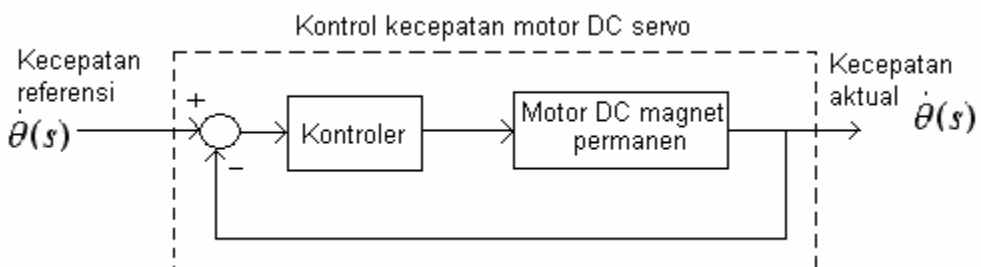 Kontrol kecepatan motor DC servo
Kecepatan
referensi
θ̇(s)
+
−
Kontroler
Motor DC magnet
permanen
Kecepatan
aktual
θ̇(s)